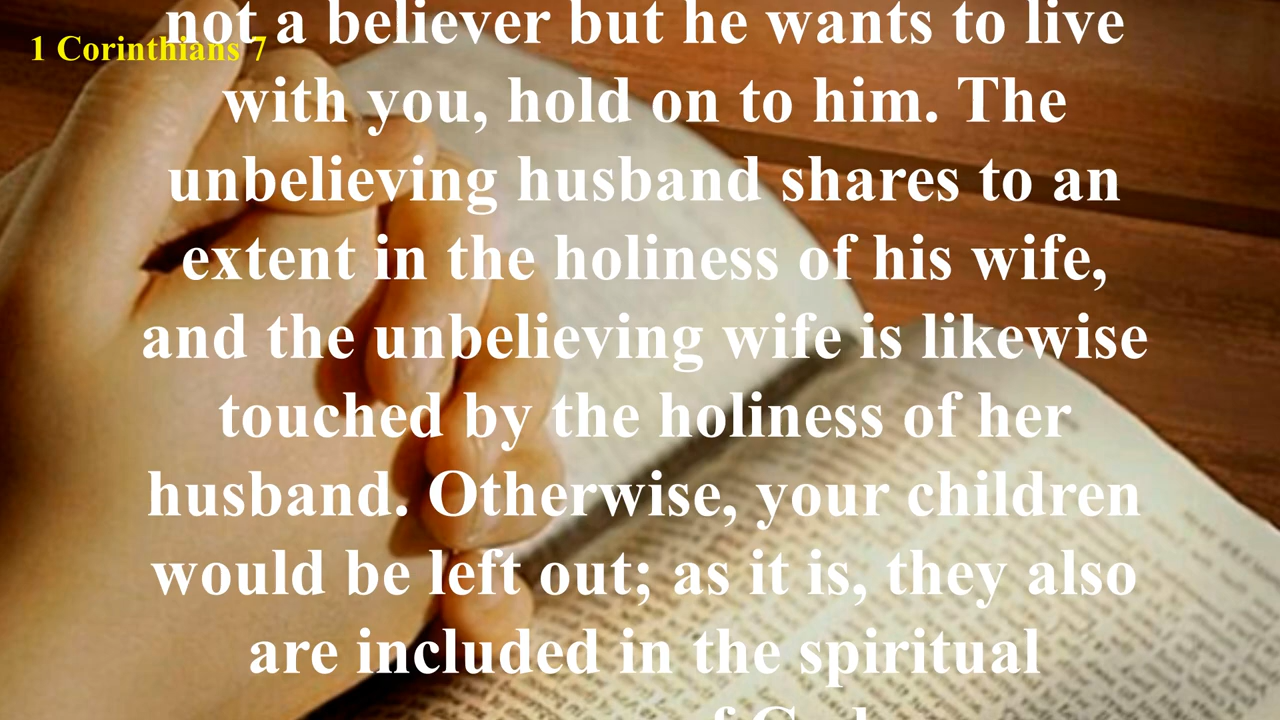 1 Corinthians 7
not a believer but he wants to live
with you, hold on to him. The
unbelieving husband shares to an
extent in the holiness of his wife,
and the unbelieving wife is likewise
touched by the holiness of her
husband. Otherwise, your children
would be left out; as it is, they also
are included in the spiritual
of God